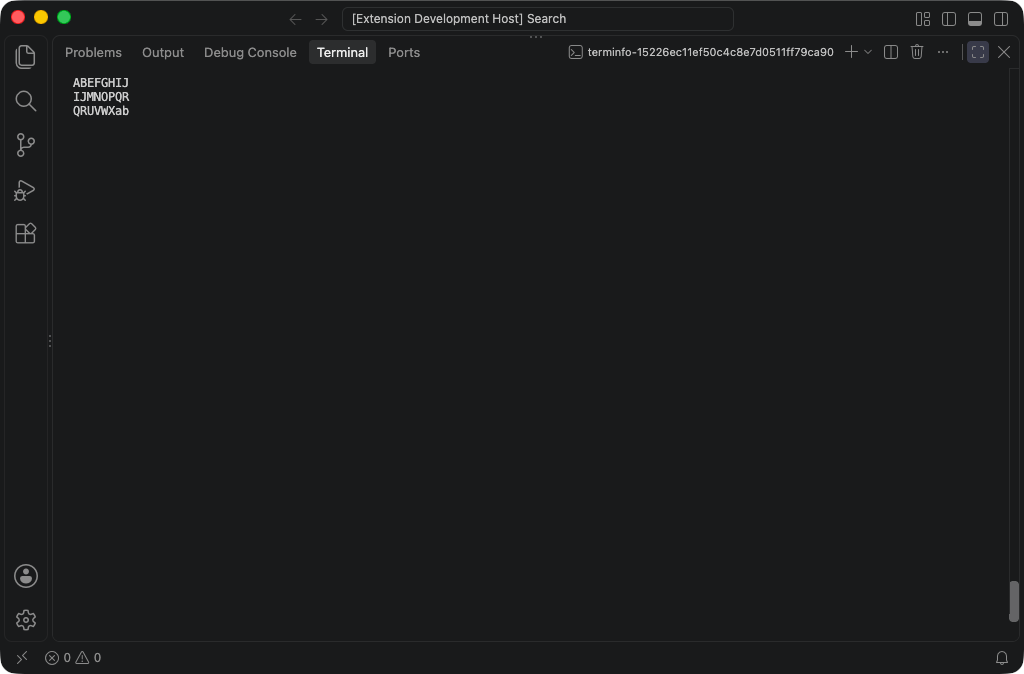 [Extension Development Host] Search
Problems Output Debug Console Terminal Ports terminfo-15226ec11ef50c4c8e7d0511ff79ca90
ABEFGHIJ
IJMNOPQR
QRUVWXab
0 0